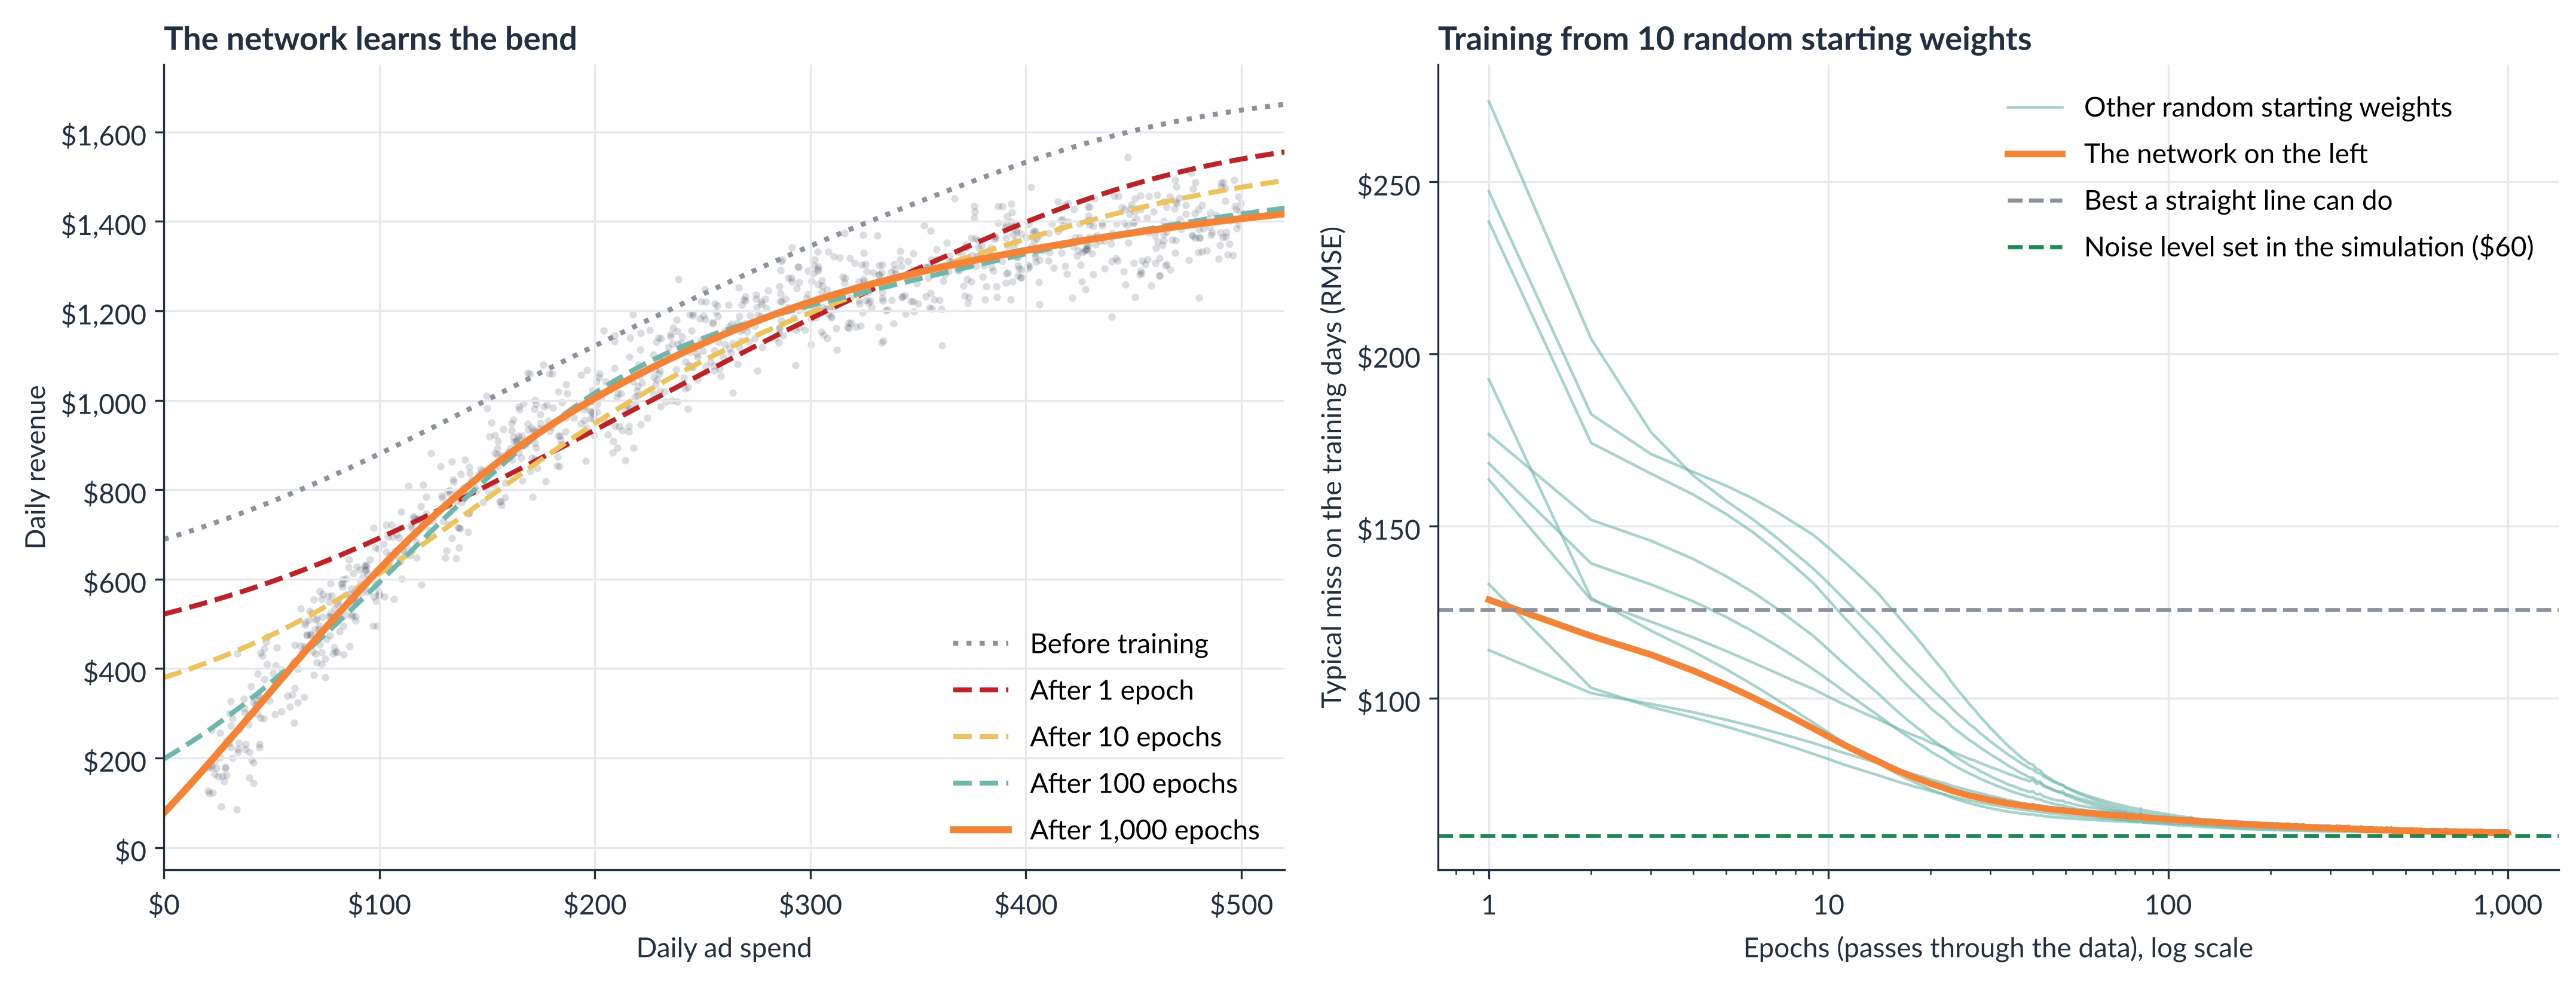 The network learns the bend
Daily revenue
$1,600
$1,400
$1,200
$1,000
$800
$600
$400
$200
$0
Before training
After 1 epoch
After 10 epochs
After 100 epochs
After 1,000 epochs
$0
$100
$200
$300
$400
$500
Daily ad spend
Training from 10 random starting weights
Typical miss on the training days (RMSE)
$250
$200
$150
$100
Other random starting weights
The network on the left
Best a straight line can do
Noise level set in the simulation ($60)
1
10
100
1,000
Epochs (passes through the data), log scale